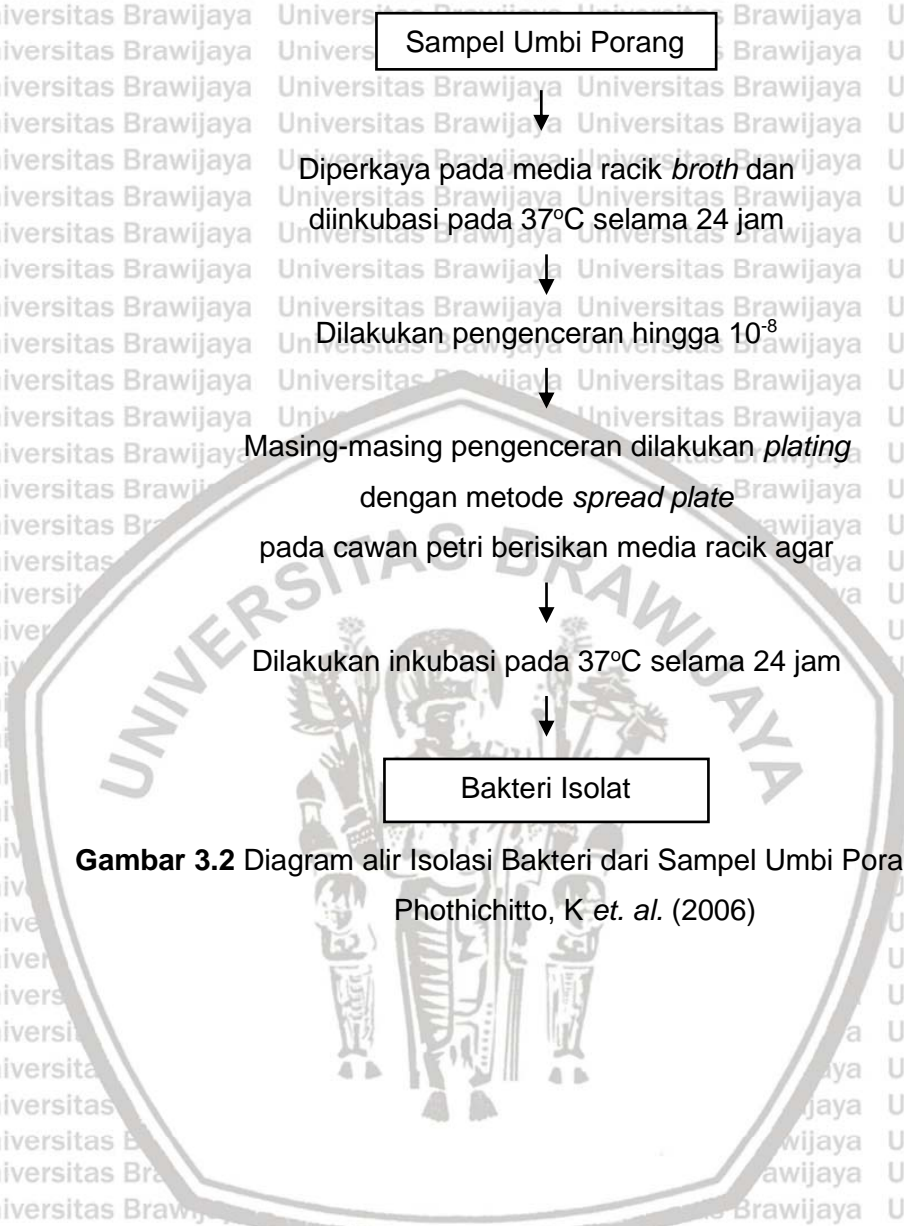 Sampel Umbi Porang
Diperkaya pada media racik broth dan
diinkubasi pada 37°C selama 24 jam
Dilakukan pengenceran hingga 10⁻⁸
Masing-masing pengenceran dilakukan plating
dengan metode spread plate
pada cawan petri berisikan media racik agar
Dilakukan inkubasi pada 37°C selama 24 jam
Bakteri Isolat
Gambar 3.2 Diagram alir Isolasi Bakteri dari Sampel Umbi Pora
Phothichitto, K et. al. (2006)
UNIVERSITAS BRAWIJAYA